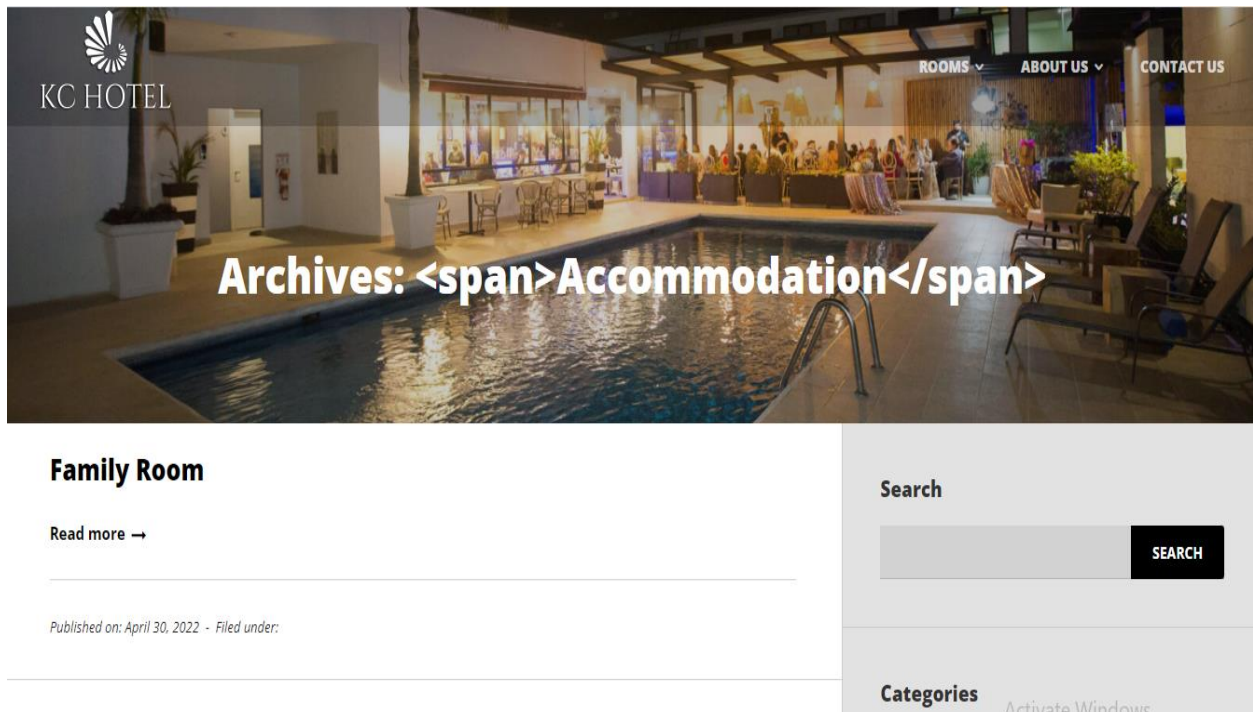 KC HOTEL
ROOMS ABOUT US CONTACT US
Archives: <span>Accommodation</span>
Family Room
Read more →
Published on: April 30, 2022 - Filed under:
Search
SEARCH
Categories
Activate Windows